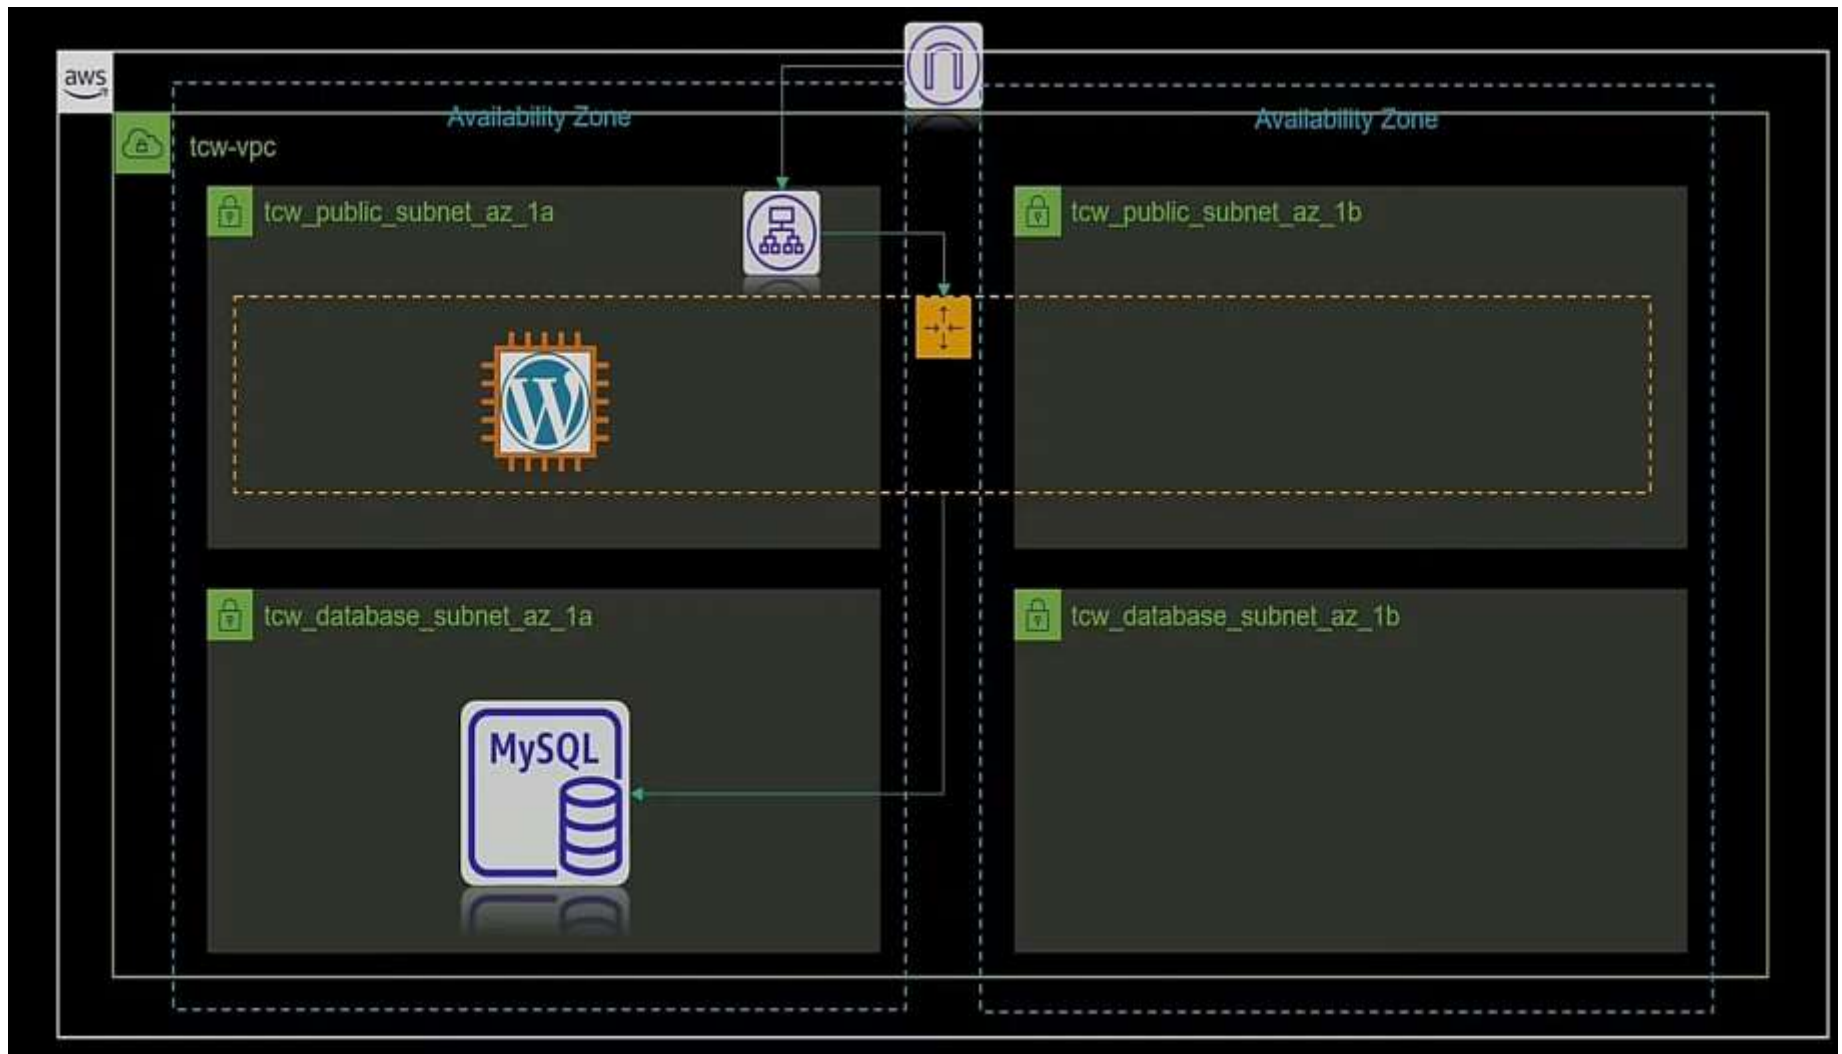 aws
Availability Zone
Availability Zone
tcw-vpc
tcw_public_subnet_az_1a
tcw_public_subnet_az_1b
W
tcw_database_subnet_az_1a
tcw_database_subnet_az_1b
MySQL